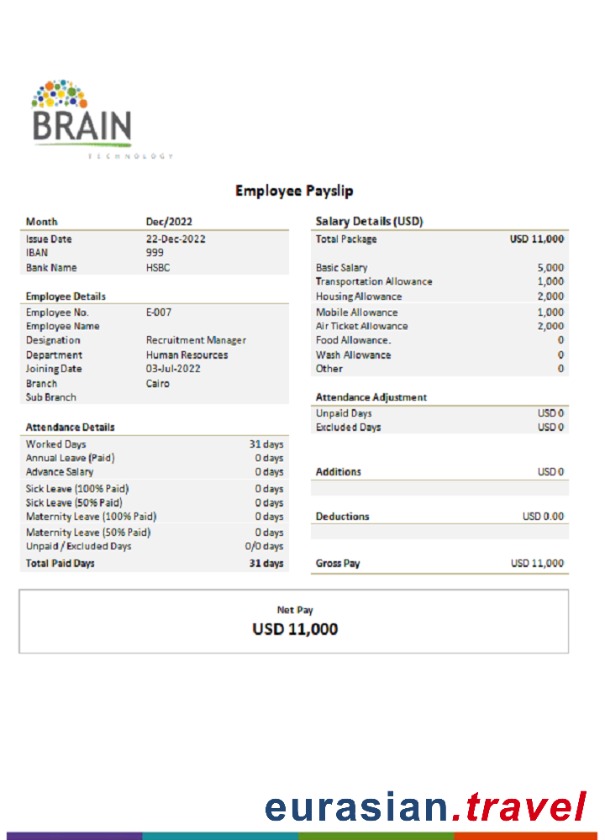 BRAIN
TECHNOLOGY
Employee Payslip
Month Dec/2022
Issue Date 22-Dec-2022
IBAN 999
Bank Name HSBC
Employee Details
Employee No. E-007
Employee Name
Designation Recruitment Manager
Department Human Resources
Joining Date 03-Jul-2022
Branch Cairo
Sub Branch
Attendance Details
Worked Days 31 days
Annual Leave (Paid) 0 days
Advance Salary 0 days
Sick Leave (100% Paid) 0 days
Sick Leave (50% Paid) 0 days
Maternity Leave (100% Paid) 0 days
Maternity Leave (50% Paid) 0 days
Unpaid / Excluded Days 0/0 days
Total Paid Days 31 days
Salary Details (USD)
Total Package USD 11,000
Basic Salary 5,000
Transportation Allowance 1,000
Housing Allowance 2,000
Mobile Allowance 1,000
Air Ticket Allowance 2,000
Food Allowance. 0
Wash Allowance 0
Other 0
Attendance Adjustment
Unpaid Days USD 0
Excluded Days USD 0
Additions USD 0
Deductions USD 0.00
Gross Pay USD 11,000
Net Pay
USD 11,000
eurasian.travel